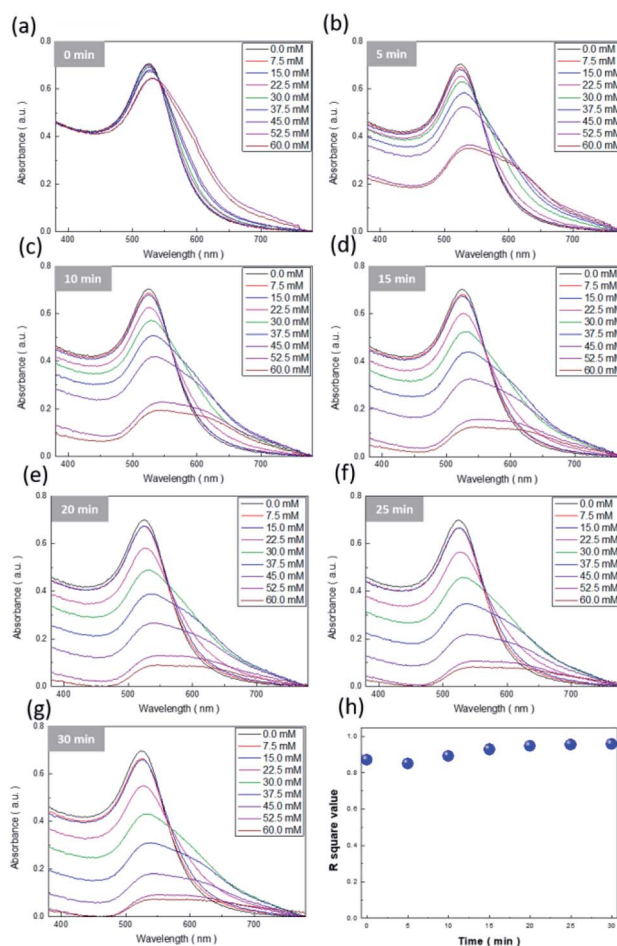 (a)
0 min
0.0 mM
7.5 mM
15.0 mM
22.5 mM
30.0 mM
37.5 mM
45.0 mM
52.5 mM
60.0 mM
0.8
0.6
0.4
0.2
0.0
Absorbance ( a.u. )
400 500 600 700
Wavelength ( nm )
(b)
5 min
0.0 mM
7.5 mM
15.0 mM
22.5 mM
30.0 mM
37.5 mM
45.0 mM
52.5 mM
60.0 mM
0.8
0.6
0.4
0.2
0.0
Absorbance ( a.u. )
400 500 600 700
Wavelength ( nm )
(c)
10 min
0.0 mM
7.5 mM
15.0 mM
22.5 mM
30.0 mM
37.5 mM
45.0 mM
52.5 mM
60.0 mM
0.8
0.6
0.4
0.2
0.0
Absorbance ( a.u. )
400 500 600 700
Wavelength ( nm )
(d)
15 min
0.0 mM
7.5 mM
15.0 mM
22.5 mM
30.0 mM
37.5 mM
45.0 mM
52.5 mM
60.0 mM
0.8
0.6
0.4
0.2
0.0
Absorbance ( a.u. )
400 500 600 700
Wavelength ( nm )
(e)
20 min
0.0 mM
7.5 mM
15.0 mM
22.5 mM
30.0 mM
37.5 mM
45.0 mM
52.5 mM
60.0 mM
0.8
0.6
0.4
0.2
0.0
Absorbance ( a.u. )
400 500 600 700
Wavelength ( nm )
(f)
25 min
0.0 mM
7.5 mM
15.0 mM
22.5 mM
30.0 mM
37.5 mM
45.0 mM
52.5 mM
60.0 mM
0.8
0.6
0.4
0.2
0.0
Absorbance ( a.u. )
400 500 600 700
Wavelength ( nm )
(g)
30 min
0.0 mM
7.5 mM
15.0 mM
22.5 mM
30.0 mM
37.5 mM
45.0 mM
52.5 mM
60.0 mM
0.8
0.6
0.4
0.2
0.0
Absorbance ( a.u. )
400 500 600 700
Wavelength ( nm )
(h)
1.0
0.8
0.6
0.4
0.2
0.0
R square value
0 5 10 15 20 25 30
Time ( min )